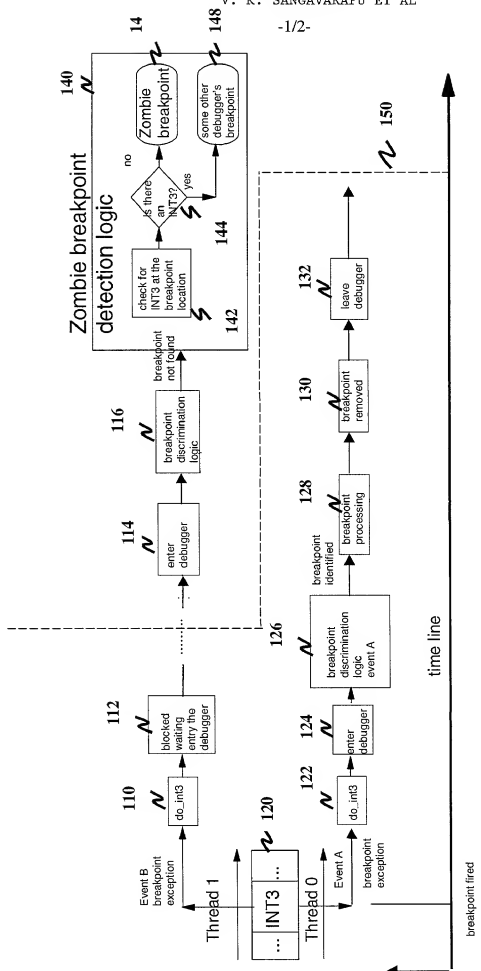 V. K. SANGAVARAPU ET AL
-1/2-
140
Zombie breakpoint
detection logic
check for
INT3 at the
breakpoint
location
142
is there
an
INT3?
144
no
yes
Zombie
breakpoint
14
some other
debugger's
breakpoint
148
Event B
breakpoint
exception
110
do_int3
112
blocked
waiting
entry the
debugger
........
114
enter
debugger
116
breakpoint
discrimination
logic
breakpoint
not found
Thread 1
120
... INT3 ...
Thread 0
Event A
breakpoint
exception
122
do_int3
124
enter
debugger
126
breakpoint
discrimination
logic
event A
breakpoint
identified
128
breakpoint
processing
130
breakpoint
removed
132
leave
debugger
150
time line
breakpoint fired